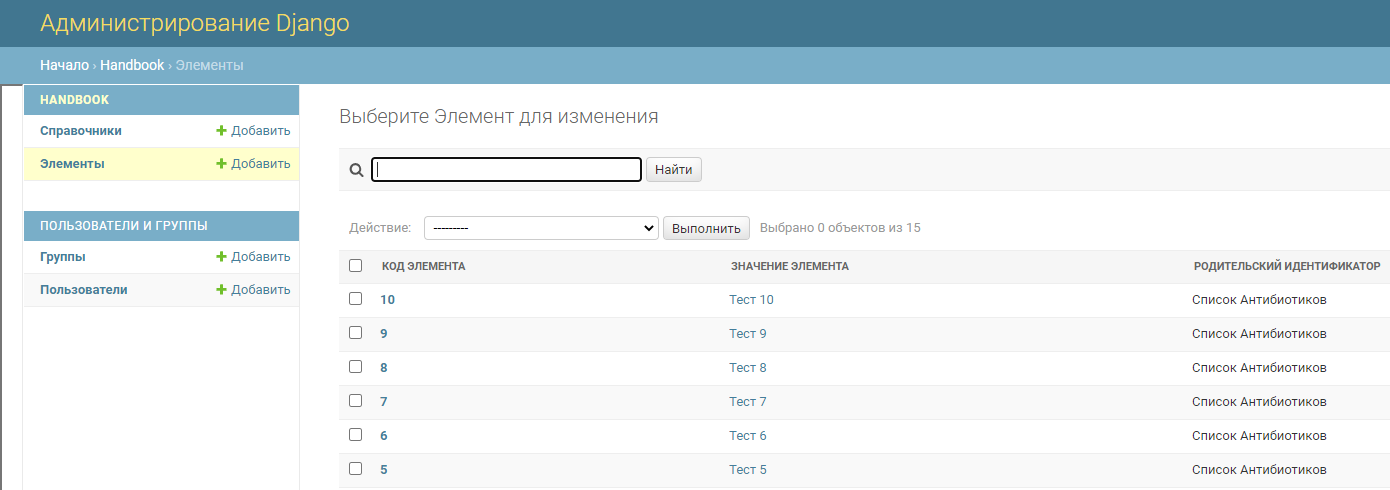 Администрирование Django
Начало › Handbook › Элементы
HANDBOOK
Справочники Добавить
Элементы Добавить
ПОЛЬЗОВАТЕЛИ И ГРУППЫ
Группы Добавить
Пользователи Добавить
Выберите Элемент для изменения
Найти
Действие: --------- Выполнить Выбрано 0 объектов из 15
КОД ЭЛЕМЕНТА ЗНАЧЕНИЕ ЭЛЕМЕНТА РОДИТЕЛЬСКИЙ ИДЕНТИФИКАТОР
10 Тест 10 Список Антибиотиков
9 Тест 9 Список Антибиотиков
8 Тест 8 Список Антибиотиков
7 Тест 7 Список Антибиотиков
6 Тест 6 Список Антибиотиков
5 Тест 5 Список Антибиотиков